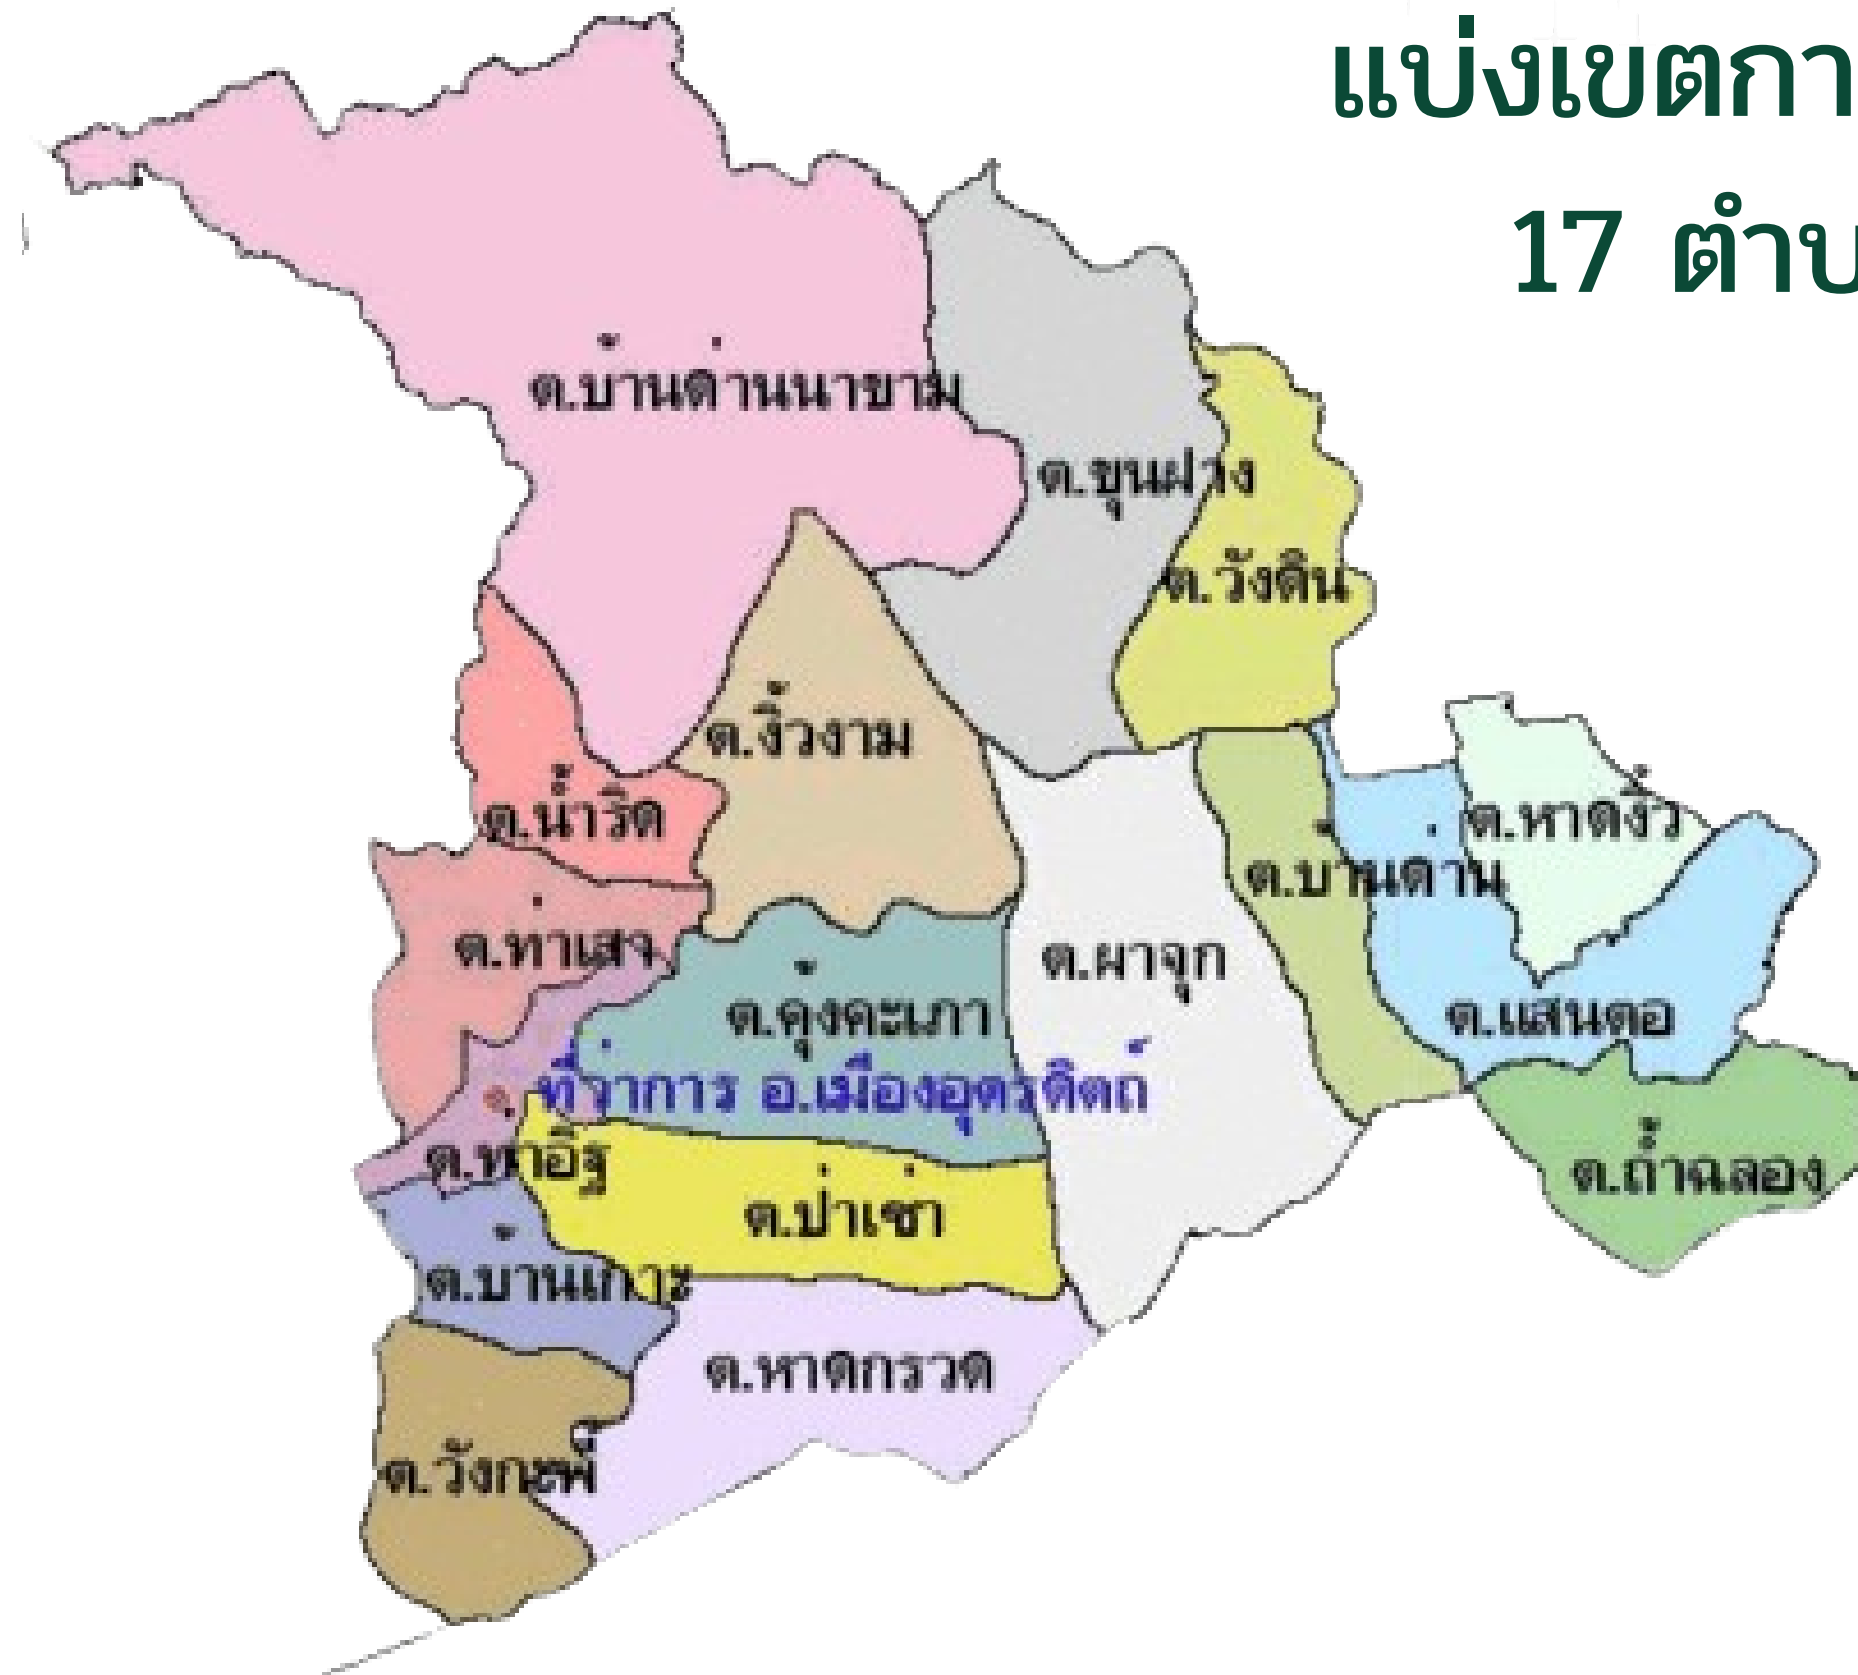 แบ่งเขตกา
17 ตำบ
ต.บ้านด่านนาขาม
ต.ขุนฝาง
ต.วังดิน
ต.งิ้วงาม
ต.น้ำริด
ต.หาดงิ้ว
ต.บ้านด่าน
ต.ท่าเสา
ต.ผาจุก
ต.คุ้งตะเภา
ต.แสนตอ
ที่ว่าการ อ.เมืองอุตรดิตถ์
ต.ท่าอิฐ
ต.ถ้ำฉลอง
ต.ป่าเซ่า
ต.บ้านเกาะ
ต.หาดกรวด
ต.วังกะพี้